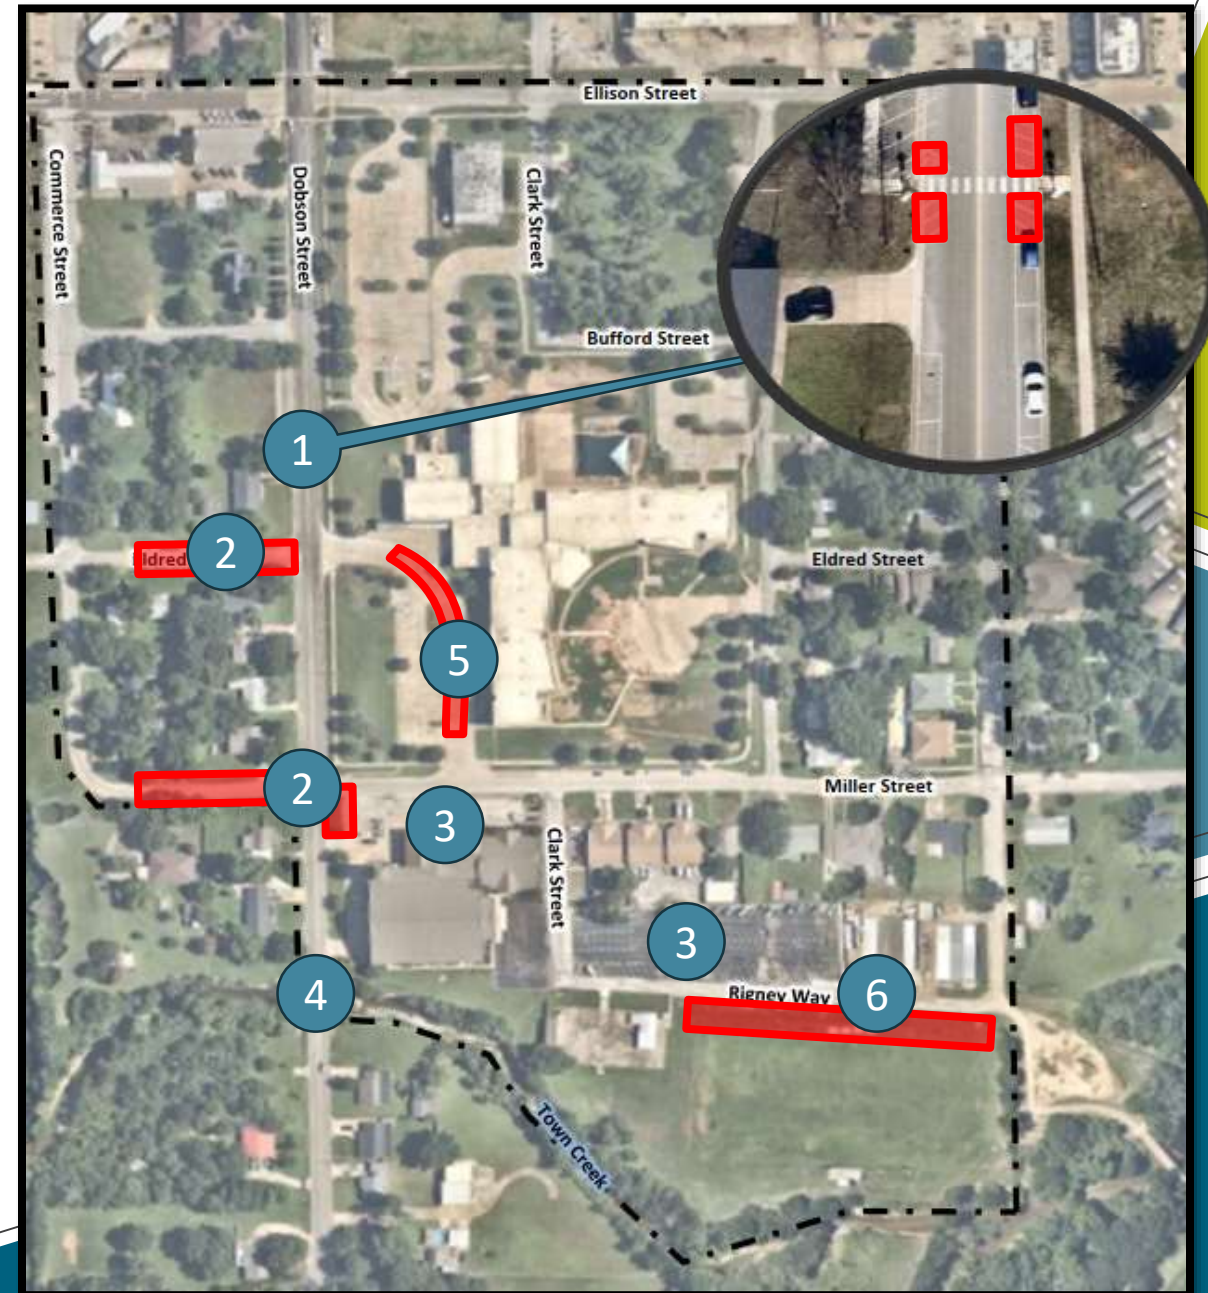 Ellison Street
Commerce Street
Dobson Street
Clark Street
Bufford Street
1
2
Eldred Street
5
2
Miller Street
3
Clark Street
3
4
Rigney Way
6
Town Creek